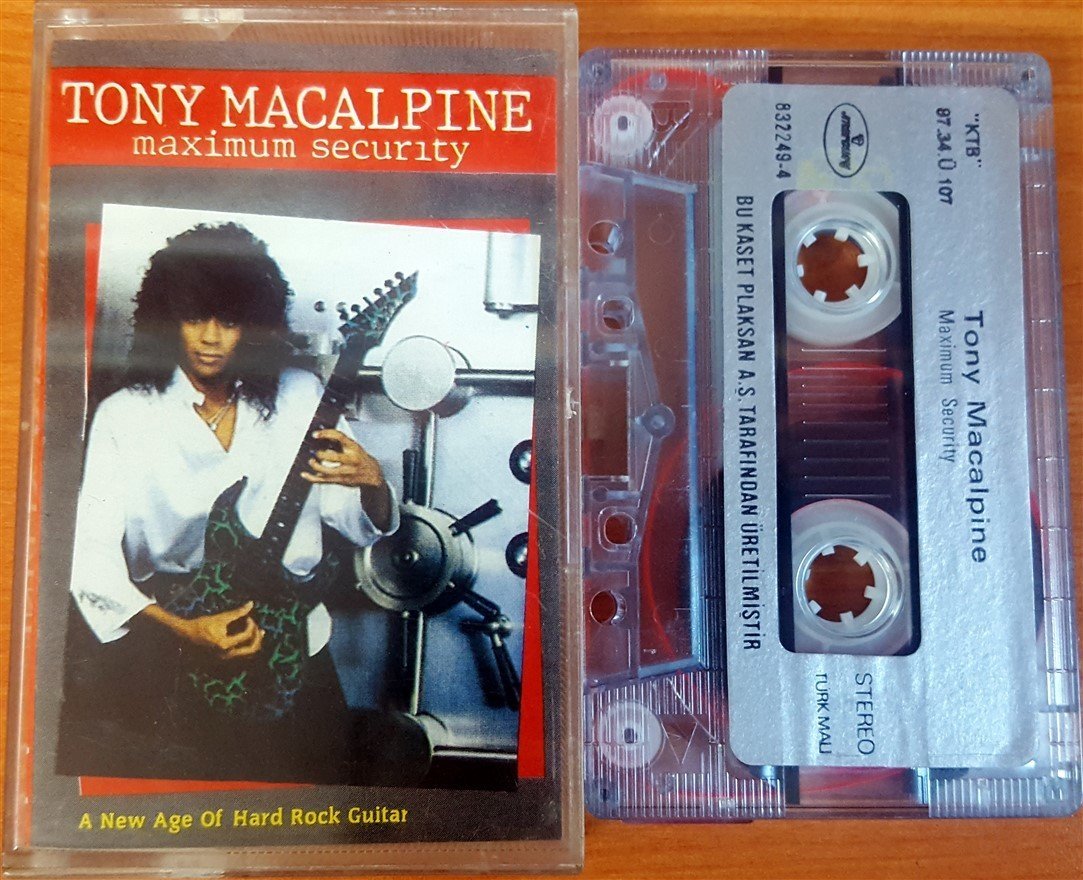 TONY MACALPINE
maximum security
A New Age Of Hard Rock Guitar
"KTB"
87.34.Ü 107
Tony Macalpine
Maximum Security
mercury
832249-4
BU KASET PLAKSAN A.Ş. TARAFINDAN ÜRETİLMİŞTİR
STEREO
TURK MALI